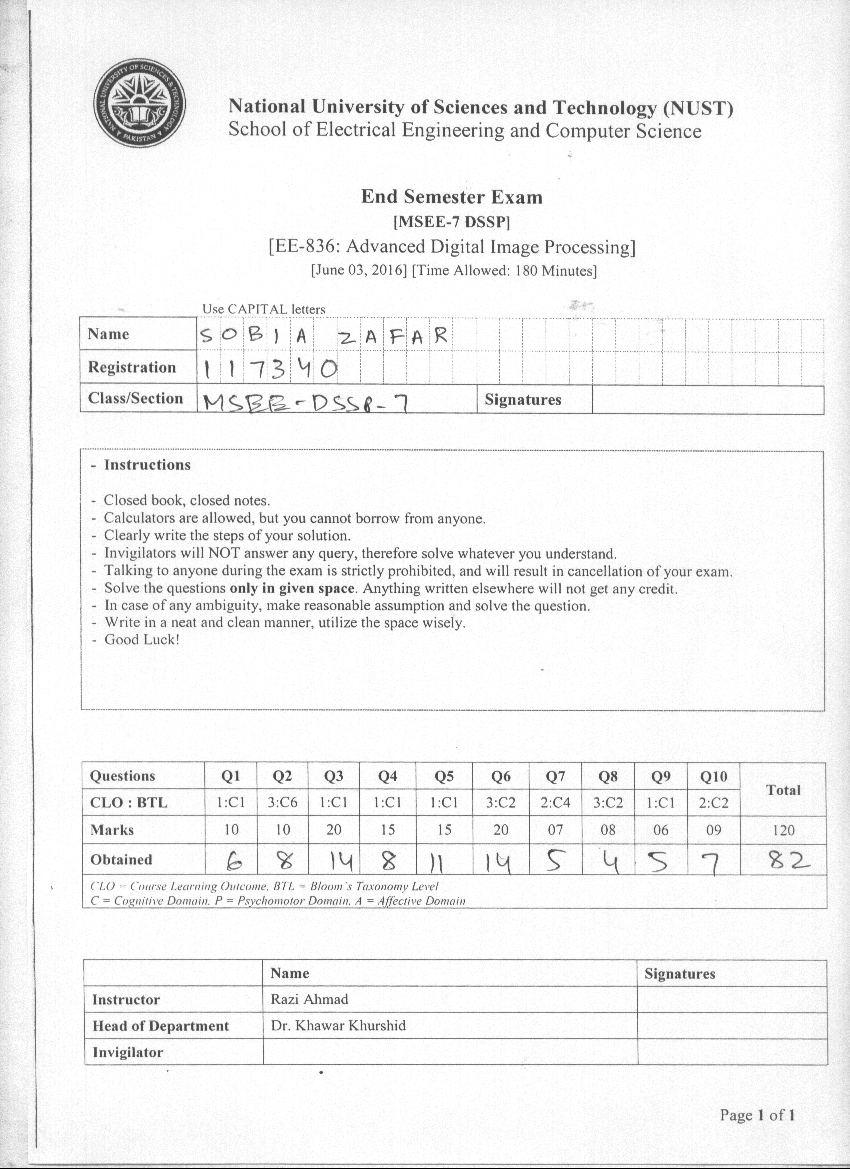 NATIONAL UNIVERSITY OF SCIENCES & TECHNOLOGY
PAKISTAN
National University of Sciences and Technology (NUST)
School of Electrical Engineering and Computer Science
End Semester Exam
[MSEE-7 DSSP]
[EE-836: Advanced Digital Image Processing]
[June 03, 2016] [Time Allowed: 180 Minutes]
Use CAPITAL letters
Name SOBIA ZAFAR
Registration 117340
Class/Section MSEE-DSSP-7 Signatures
- Instructions
- Closed book, closed notes.
- Calculators are allowed, but you cannot borrow from anyone.
- Clearly write the steps of your solution.
- Invigilators will NOT answer any query, therefore solve whatever you understand.
- Talking to anyone during the exam is strictly prohibited, and will result in cancellation of your exam.
- Solve the questions only in given space. Anything written elsewhere will not get any credit.
- In case of any ambiguity, make reasonable assumption and solve the question.
- Write in a neat and clean manner, utilize the space wisely.
- Good Luck!
Questions Q1 Q2 Q3 Q4 Q5 Q6 Q7 Q8 Q9 Q10 Total
CLO : BTL 1:C1 3:C6 1:C1 1:C1 1:C1 3:C2 2:C4 3:C2 1:C1 2:C2
Marks 10 10 20 15 15 20 07 08 06 09 120
Obtained 6 8 14 8 11 14 5 4 5 7 82
CLO = Course Learning Outcome, BTL = Bloom's Taxonomy Level
C = Cognitive Domain, P = Psychomotor Domain, A = Affective Domain
Name Signatures
Instructor Razi Ahmad
Head of Department Dr. Khawar Khurshid
Invigilator
Page 1 of 1